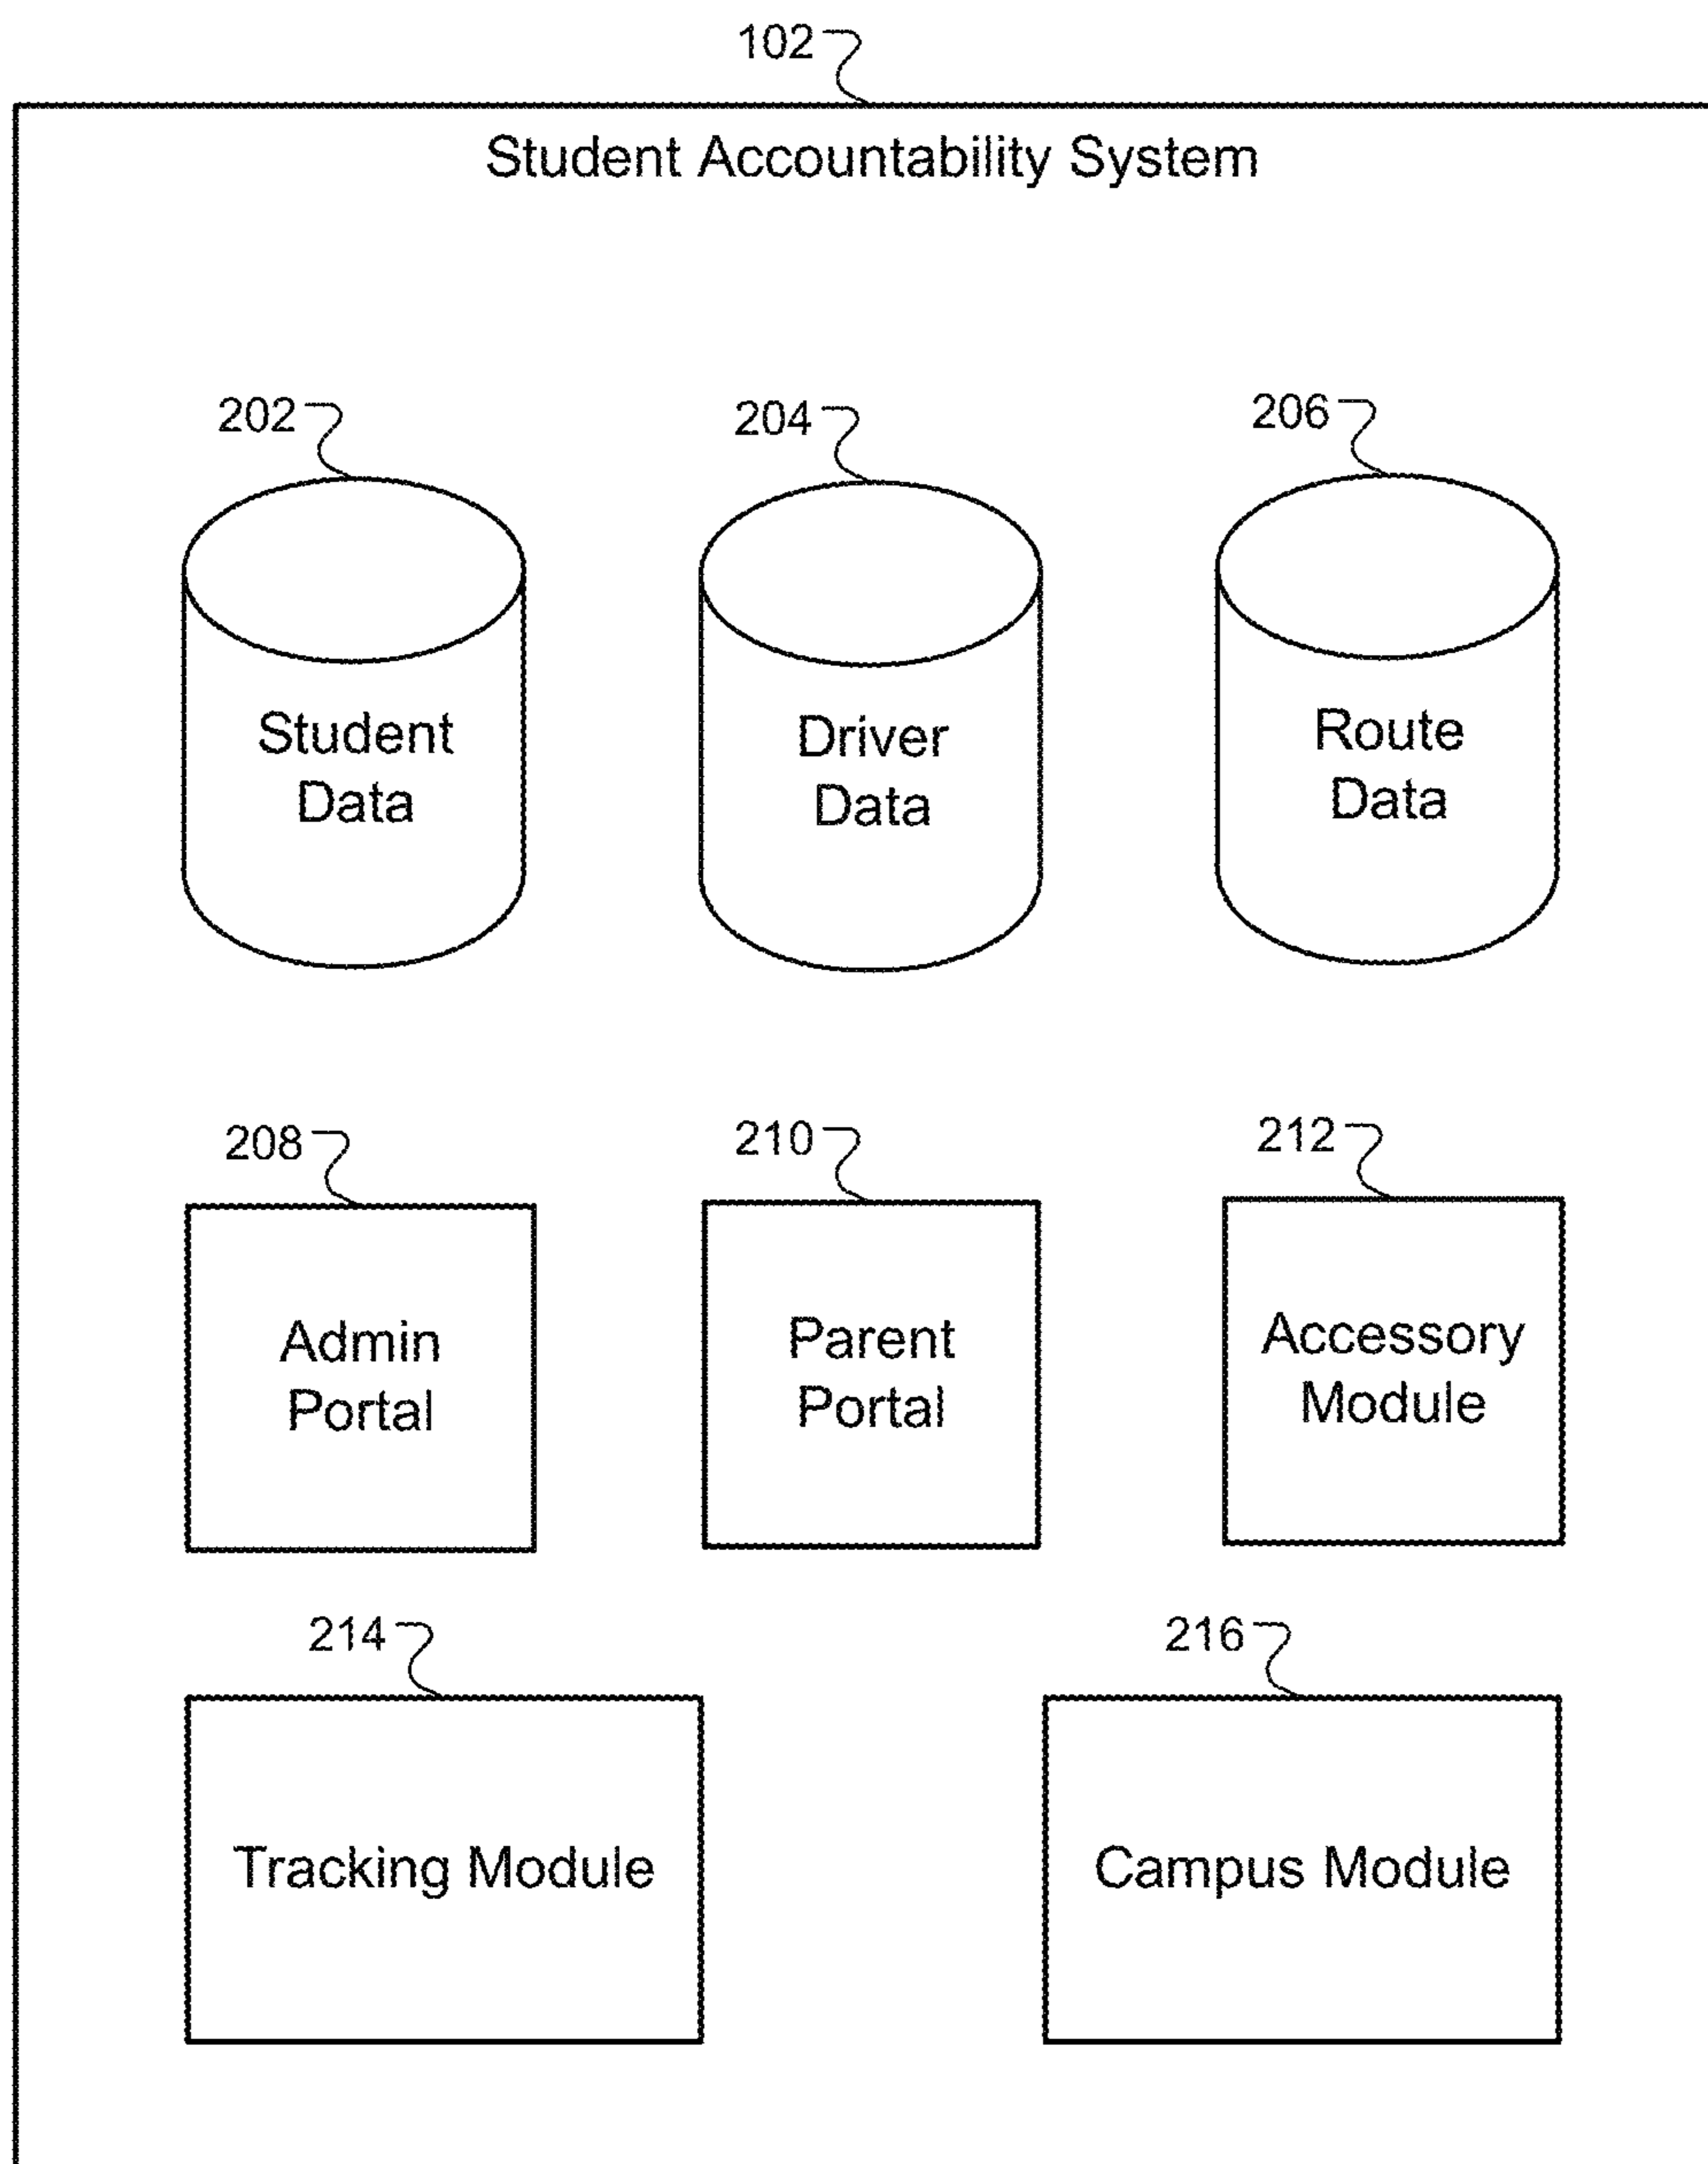 102
Student Accountability System
202
204
206
Student
Data
Driver
Data
Route
Data
208
210
212
Admin
Portal
Parent
Portal
Accessory
Module
214
216
Tracking Module
Campus Module